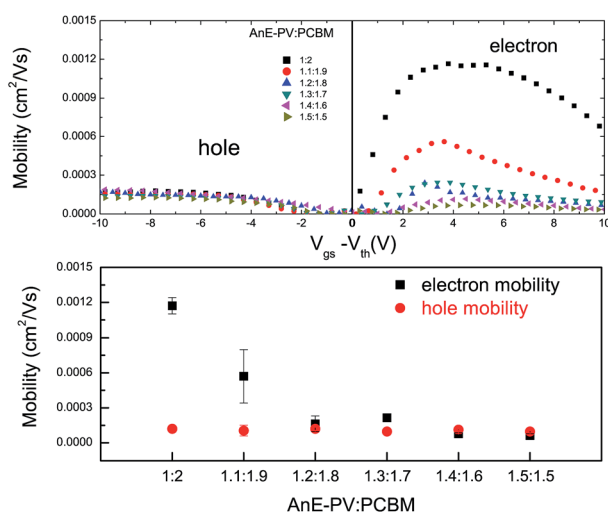 AnE-PV:PCBM
1:2
1.1:1.9
1.2:1.8
1.3:1.7
1.4:1.6
1.5:1.5
electron
hole
Mobility (cm²/Vs)
0.0015
0.0012
0.0009
0.0006
0.0003
0.0000
-10 -8 -6 -4 -2 0 2 4 6 8 10
V_gs -V_th(V)
electron mobility
hole mobility
Mobility (cm²/Vs)
0.0015
0.0012
0.0009
0.0006
0.0003
0.0000
1:2 1.1:1.9 1.2:1.8 1.3:1.7 1.4:1.6 1.5:1.5
AnE-PV:PCBM